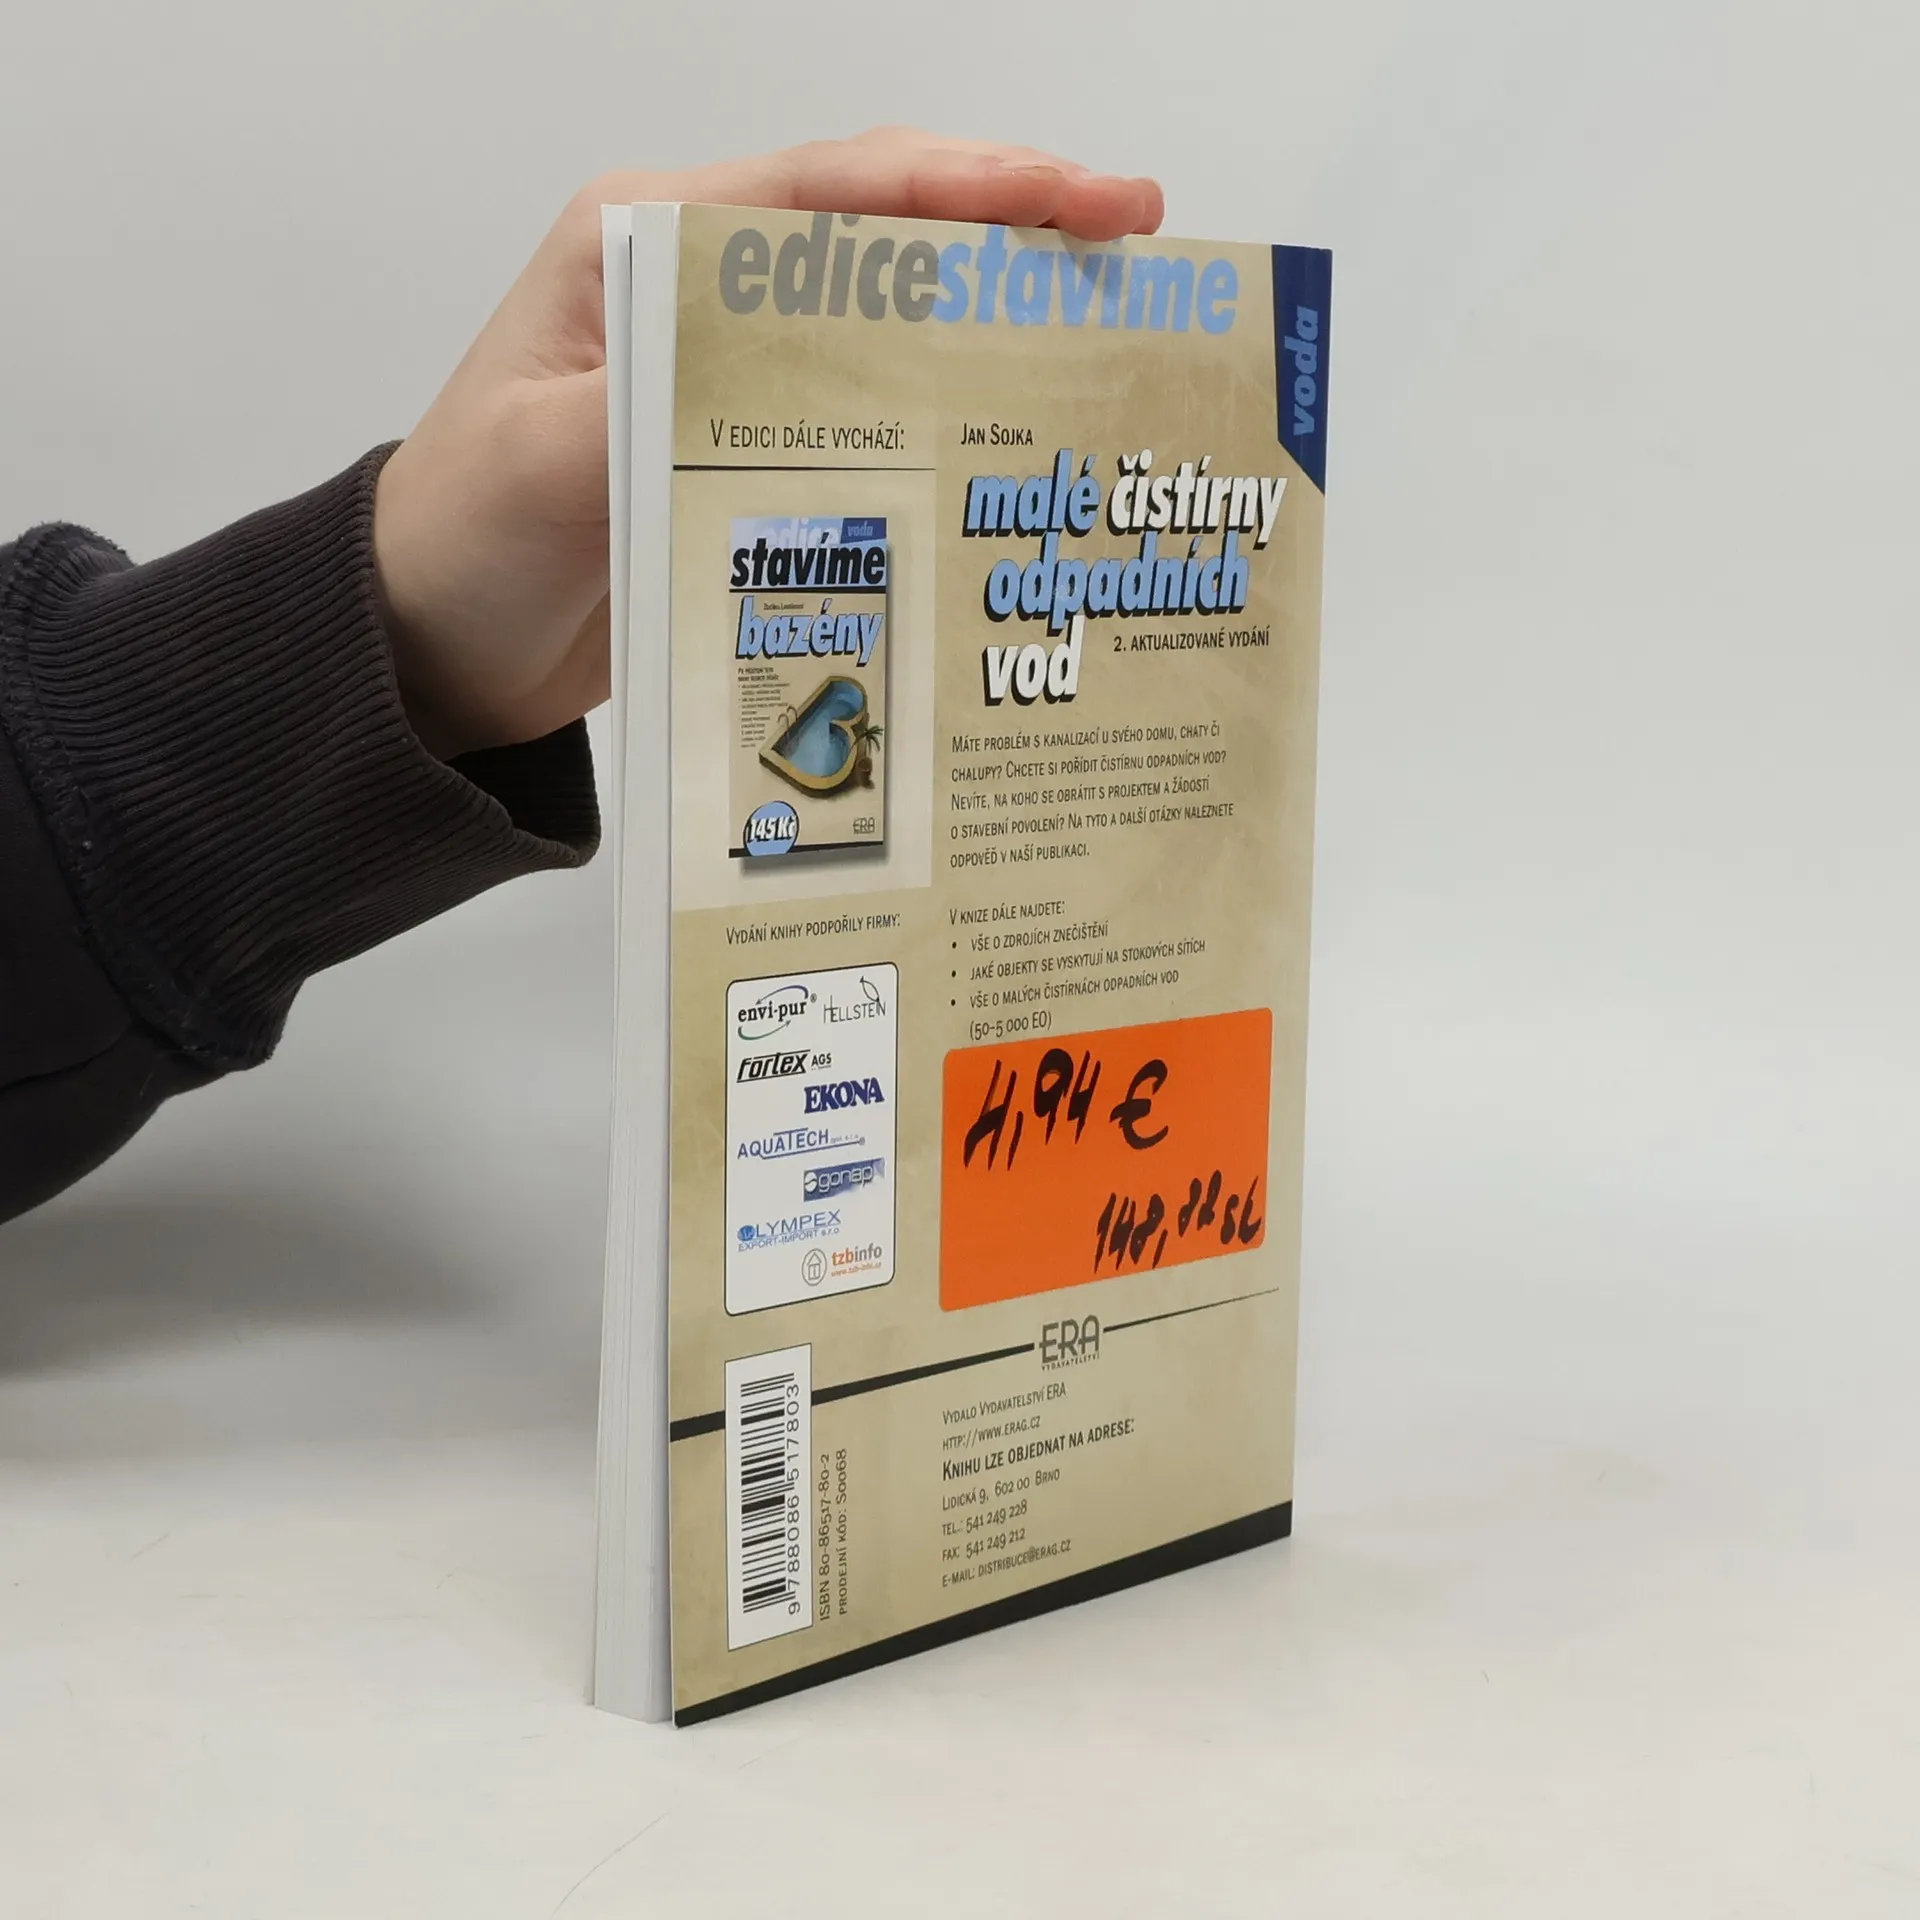 edicestavíme
voda
V EDICI DÁLE VYCHÁZÍ:
edice voda
stavíme
bazény
145 Kč
ERA
VYDÁNÍ KNIHY PODPOŘILY FIRMY:
envi-pur®
HELLSTEIN
fortex AGS
EKONA
AQUATECH
gonap
OLYMPEX
EXPORT-IMPORT s.r.o
tzbinfo
www.tzb-info.cz
JAN SOJKA
malé čistírny
odpadních
vod
2. AKTUALIZOVANÉ VYDÁNÍ
MÁTE PROBLÉM S KANALIZACÍ U SVÉHO DOMU, CHATY ČI
CHALUPY? CHCETE SI POŘÍDIT ČISTÍRNU ODPADNÍCH VOD?
NEVÍTE, NA KOHO SE OBRÁTIT S PROJEKTEM A ŽÁDOSTÍ
O STAVEBNÍ POVOLENÍ? NA TYTO A DALŠÍ OTÁZKY NALEZNETE
ODPOVĚĎ V NAŠÍ PUBLIKACI.
V KNIZE DÁLE NAJDETE:
• VŠE O ZDROJÍCH ZNEČIŠTĚNÍ
• JAKÉ OBJEKTY SE VYSKYTUJÍ NA STOKOVÝCH SÍTÍCH
• VŠE O MALÝCH ČISTÍRNÁCH ODPADNÍCH VOD
(50-5 000 EO)
4,94 €
148,82 sk
ERA
VYDAVATELSTVÍ
VYDALO VYDAVATELSTVÍ ERA
HTTP://WWW.ERAG.CZ
KNIHU LZE OBJEDNAT NA ADRESE:
LIDICKÁ 9, 602 00 BRNO
TEL.: 541 249 228
FAX: 541 249 212
E-MAIL: DISTRIBUCE@ERAG.CZ
9788086517803
ISBN 80-86517-80-2
PRODEJNÍ KÓD: S0068